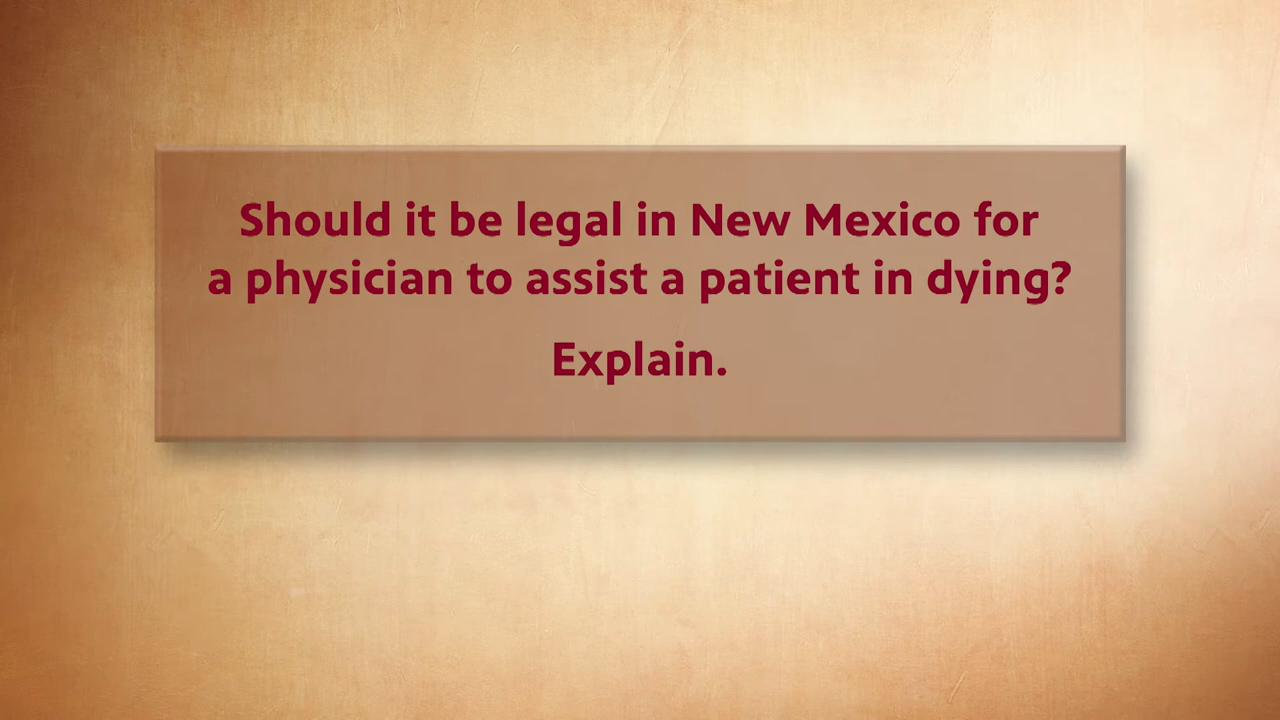 Should it be legal in New Mexico for
a physician to assist a patient in dying?
Explain.